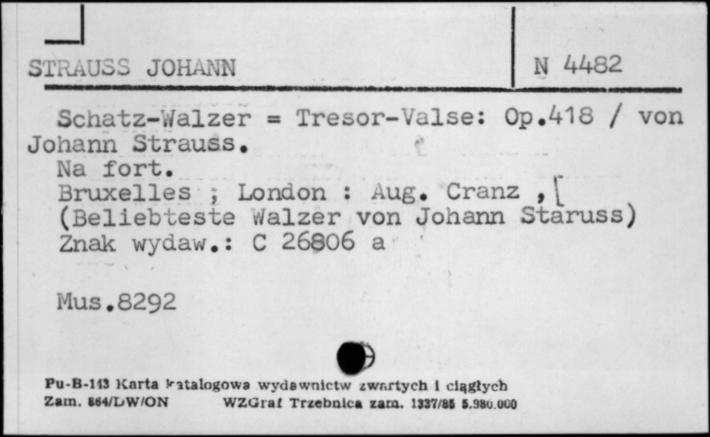 STRAUSS JOHANN
N 4482
Schatz-Walzer = Tresor-Valse: Op.418 / von
Johann Strauss.
Na fort.
Bruxelles ; London : Aug. Cranz , [
(Beliebteste Walzer von Johann Staruss)
Znak wydaw.: C 26806 a
Mus.8292
Pu-B-113 Karta katalogowa wydawnictw zwartych i ciągłych
Zam. 864/DW/ON WZGraf Trzebnica zam. 1337/85 5.980.000